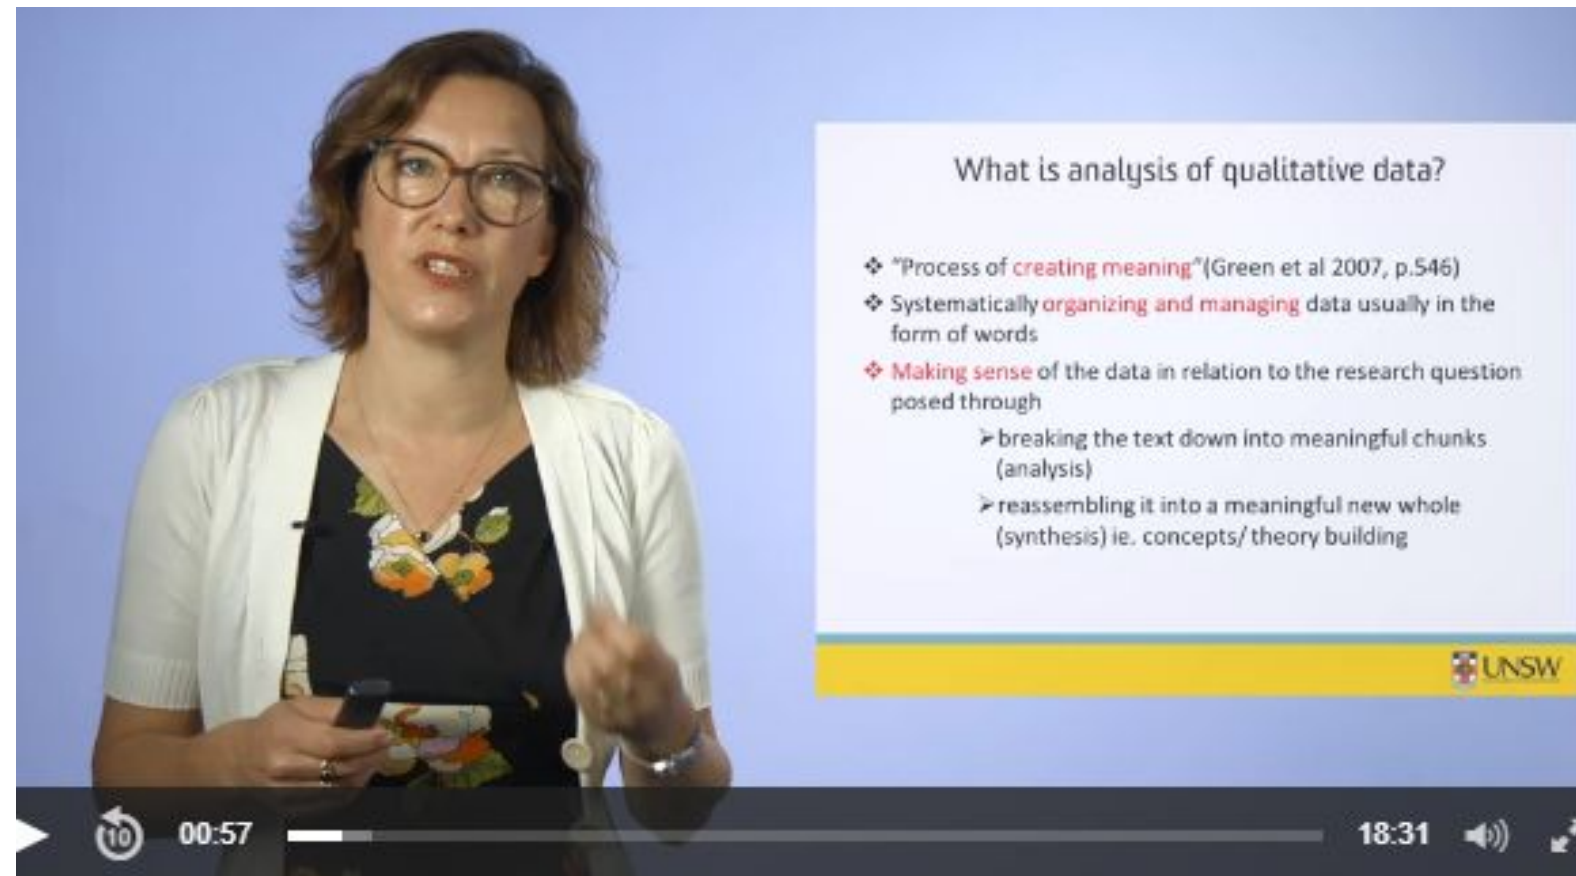 What is analysis of qualitative data?
❖ "Process of creating meaning"(Green et al 2007, p.546)
❖ Systematically organizing and managing data usually in the
form of words
❖ Making sense of the data in relation to the research question
posed through
➢breaking the text down into meaningful chunks
(analysis)
➢reassembling it into a meaningful new whole
(synthesis) ie. concepts/ theory building
UNSW
10
00:57
18:31